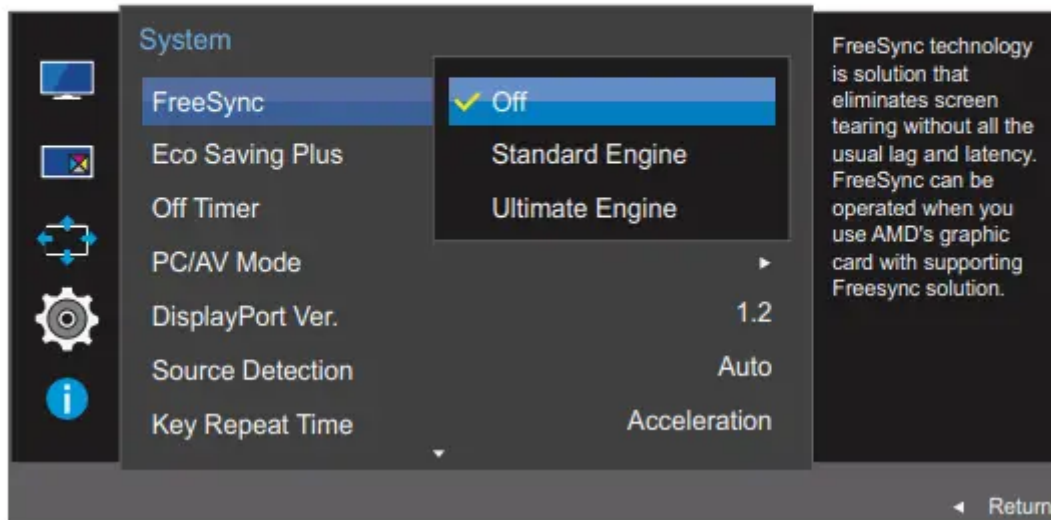 System
FreeSync
Off
Eco Saving Plus
Standard Engine
Off Timer
Ultimate Engine
PC/AV Mode
DisplayPort Ver.
1.2
Source Detection
Auto
Key Repeat Time
Acceleration
FreeSync technology
is solution that
eliminates screen
tearing without all the
usual lag and latency.
FreeSync can be
operated when you
use AMD's graphic
card with supporting
Freesync solution.
Return